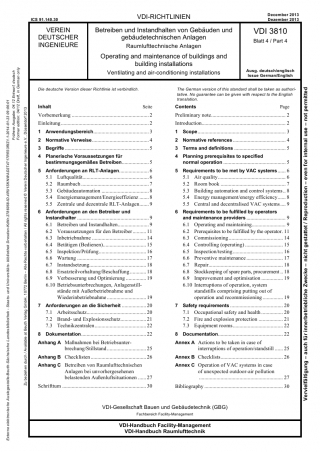 ICS 91.140.30
VDI-RICHTLINIEN
Dezember 2013
December 2013
VEREIN
DEUTSCHER
INGENIEURE
Betreiben und Instandhalten von Gebäuden und
gebäudetechnischen Anlagen
Raumlufttechnische Anlagen
Operating and maintenance of buildings and
building installations
Ventilating and air-conditioning installations
VDI 3810
Blatt 4 / Part 4
Ausg. deutsch/englisch
Issue German/English
Die deutsche Version dieser Richtlinie ist verbindlich.
The German version of this standard shall be taken as authori-
tative. No guarantee can be given with respect to the English
translation.
Inhalt Seite
Vorbemerkung 2
Einleitung 2
1 Anwendungsbereich 3
2 Normative Verweise 4
3 Begriffe 5
4 Planerische Voraussetzungen für
bestimmungsgemäßes Betreiben 5
5 Anforderungen an RLT-Anlagen 6
5.1 Luftqualität 6
5.2 Raumbuch 7
5.3 Gebäudeautomation 8
5.4 Energiemanagement/Energieeffizienz 8
5.5 Zentrale und dezentrale RLT-Anlagen 9
6 Anforderungen an den Betreiber und
Instandhalter 9
6.1 Betreiben und Instandhalten 9
6.2 Voraussetzungen für den Betreiber 11
6.3 Inbetriebnahme 14
6.4 Betätigen (Bedienen) 15
6.5 Inspektion/Prüfung 16
6.6 Wartung 17
6.7 Instandsetzung 18
6.8 Ersatzteilvorhaltung/Beschaffung 18
6.9 Verbesserung und Optimierung 19
6.10 Betriebsunterbrechungen, Anlagenstill-
stände mit Außerbetriebnahme und
Wiederinbetriebnahme 19
7 Anforderungen an die Sicherheit 20
7.1 Arbeitsschutz 20
7.2 Brand- und Explosionsschutz 21
7.3 Technikzentralen 22
8 Dokumentation 22
Anhang A Maßnahmen bei Betriebsunter-
brechung/Stillstand 25
Anhang B Checklisten 26
Anhang C Betreiben von Raumlufttechnischen
Anlagen bei unvorhergesehenen
belastenden Außenluftsituationen 27
Schrifttum 30
Contents Page
Preliminary note 2
Introduction 2
1 Scope 3
2 Normative references 4
3 Terms and definitions 5
4 Planning prerequisites to specified
normal operation 5
5 Requirements to be met by VAC systems 6
5.1 Air quality 6
5.2 Room book 7
5.3 Building automation and control systems 8
5.4 Energy management/energy efficiency 8
5.5 Central and decentralised VAC systems 9
6 Requirements to be fulfilled by operators
and maintenance providers 9
6.1 Operating and maintaining 9
6.2 Prerequisites to be fulfilled by the operator 11
6.3 Commissioning 14
6.4 Controlling (operating) 15
6.5 Inspection/testing 16
6.6 Preventive maintenance 17
6.7 Repair 18
6.8 Stockkeeping of spare parts, procurement 18
6.9 Improvement and optimisation 19
6.10 Interruptions of operation, system
standstills comprising putting out of
operation and recommissioning 19
7 Safety requirements 20
7.1 Occupational safety and health 20
7.2 Fire and explosion protection 21
7.3 Equipment rooms 22
8 Documentation 22
Annex A Actions to be taken in case of
interruptions of operation/standstill 25
Annex B Checklists 26
Annex C Operation of VAC systems in case
of unexpected outdoor-air pollution
27
Bibliography 30
VDI-Gesellschaft Bauen und Gebäudetechnik (GBG)
Fachbereich Facility-Management
VDI-Handbuch Facility-Management
VDI-Handbuch Raumlufttechnik
Vervielfältigung – auch für innerbetriebliche Zwecke – nicht gestattet / Reproduction – even for internal use – not permitted